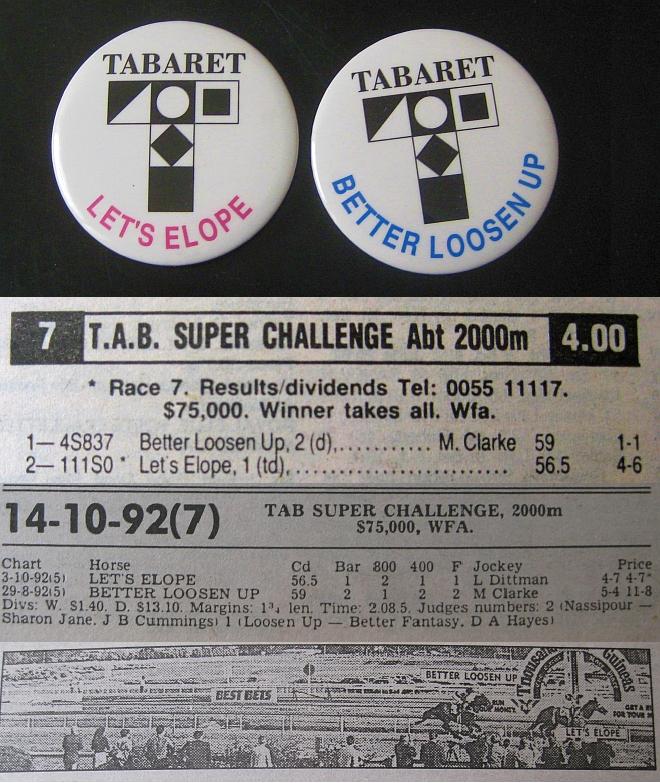 TABARET
LET'S ELOPE
TABARET
BETTER LOOSEN UP
7 T.A.B. SUPER CHALLENGE Abt 2000m 4.00
* Race 7. Results/dividends Tel: 0055 11117.
$75,000. Winner takes all. Wfa.
1— 4S837 Better Loosen Up, 2 (d),............ M. Clarke 59 1-1
2— 111S0 * Let's Elope, 1 (td),............................ 56.5 4-6
14-10-92(7) TAB SUPER CHALLENGE, 2000m
$75,000, WFA.
Chart Horse Cd Bar 800 400 F Jockey Price
3-10-92(5) LET'S ELOPE 56.5 1 2 1 1 L Dittman 4-7 4-7*
29-8-92(5) BETTER LOOSEN UP 59 2 1 2 2 M Clarke 5-4 11-8
Divs: W. $1.40. D. $13.10. Margins: 1¾ len. Time: 2.08.5. Judges numbers: 2 (Nassipour —
Sharon Jane. J B Cummings) 1 (Loosen Up — Better Fantasy. D A Hayes)
BEST BETS
BETTER LOOSEN UP
Thousand Guineas
LET'S ELOPE